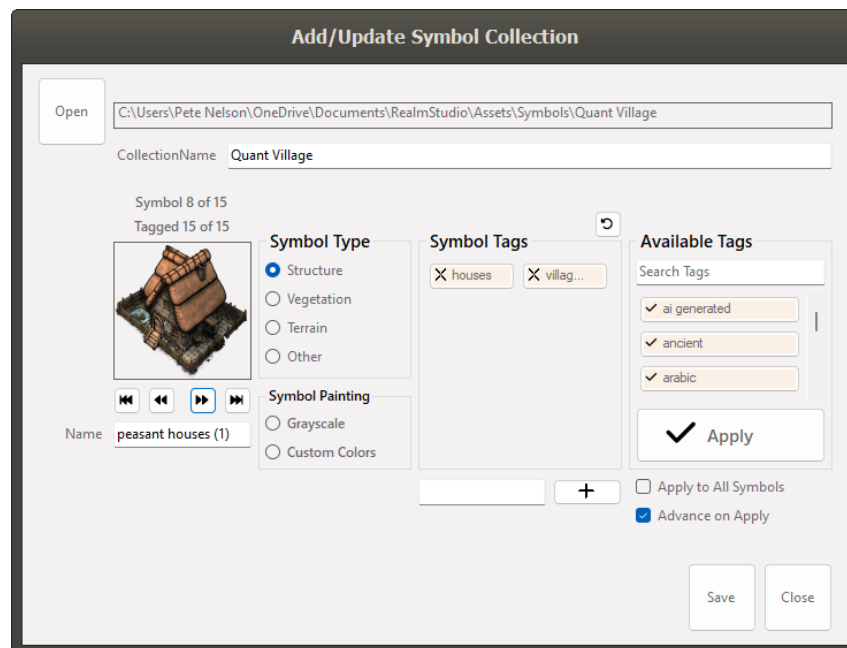 Add/Update Symbol Collection
Open
C:\Users\Pete Nelson\OneDrive\Documents\RealmStudio\Assets\Symbols\Quant Village
CollectionName Quant Village
Symbol 8 of 15
Tagged 15 of 15
Symbol Type
Structure
Vegetation
Terrain
Other
Symbol Painting
Grayscale
Custom Colors
Name peasant houses (1)
Symbol Tags
houses villag...
Available Tags
Search Tags
ai generated
ancient
arabic
Apply
Apply to All Symbols
Advance on Apply
Save Close